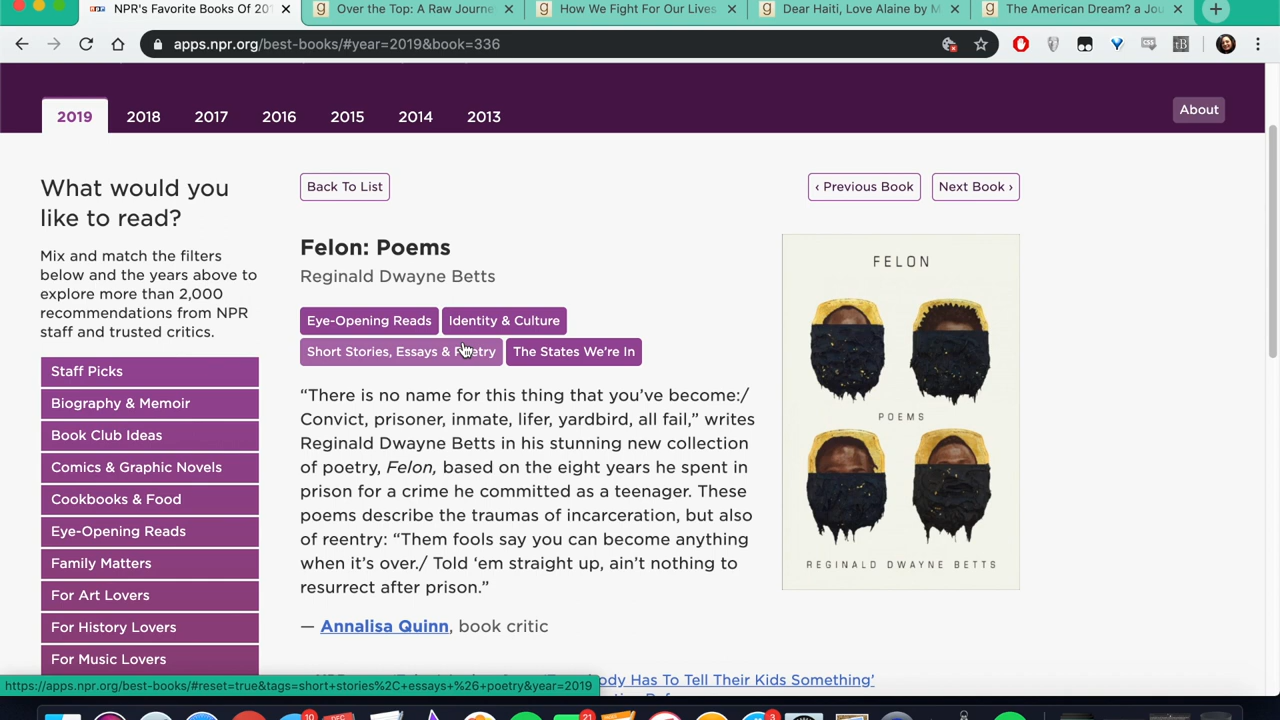 NPR's Favorite Books Of 201
Over the Top: A Raw Journe
How We Fight For Our Lives
Dear Haiti, Love Alaine by M
The American Dream? a Jou
apps.npr.org/best-books/#year=2019&book=336
2019 2018 2017 2016 2015 2014 2013
About
What would you
like to read?
Mix and match the filters
below and the years above to
explore more than 2,000
recommendations from NPR
staff and trusted critics.
Staff Picks
Biography & Memoir
Book Club Ideas
Comics & Graphic Novels
Cookbooks & Food
Eye-Opening Reads
Family Matters
For Art Lovers
For History Lovers
For Music Lovers
Back To List
‹ Previous Book
Next Book ›
Felon: Poems
Reginald Dwayne Betts
Eye-Opening Reads
Identity & Culture
Short Stories, Essays & Poetry
The States We're In
“There is no name for this thing that you’ve become:/
Convict, prisoner, inmate, lifer, yardbird, all fail,” writes
Reginald Dwayne Betts in his stunning new collection
of poetry, Felon, based on the eight years he spent in
prison for a crime he committed as a teenager. These
poems describe the traumas of incarceration, but also
of reentry: “Them fools say you can become anything
when it’s over./ Told ‘em straight up, ain’t nothing to
resurrect after prison.”
— Annalisa Quinn, book critic
FELON
POEMS
REGINALD DWAYNE BETTS
ody Has To Tell Their Kids Something’
https://apps.npr.org/best-books/#reset=true&tags=short+stories%2C+essays+%26+poetry&year=2019
10
DEC
21
3